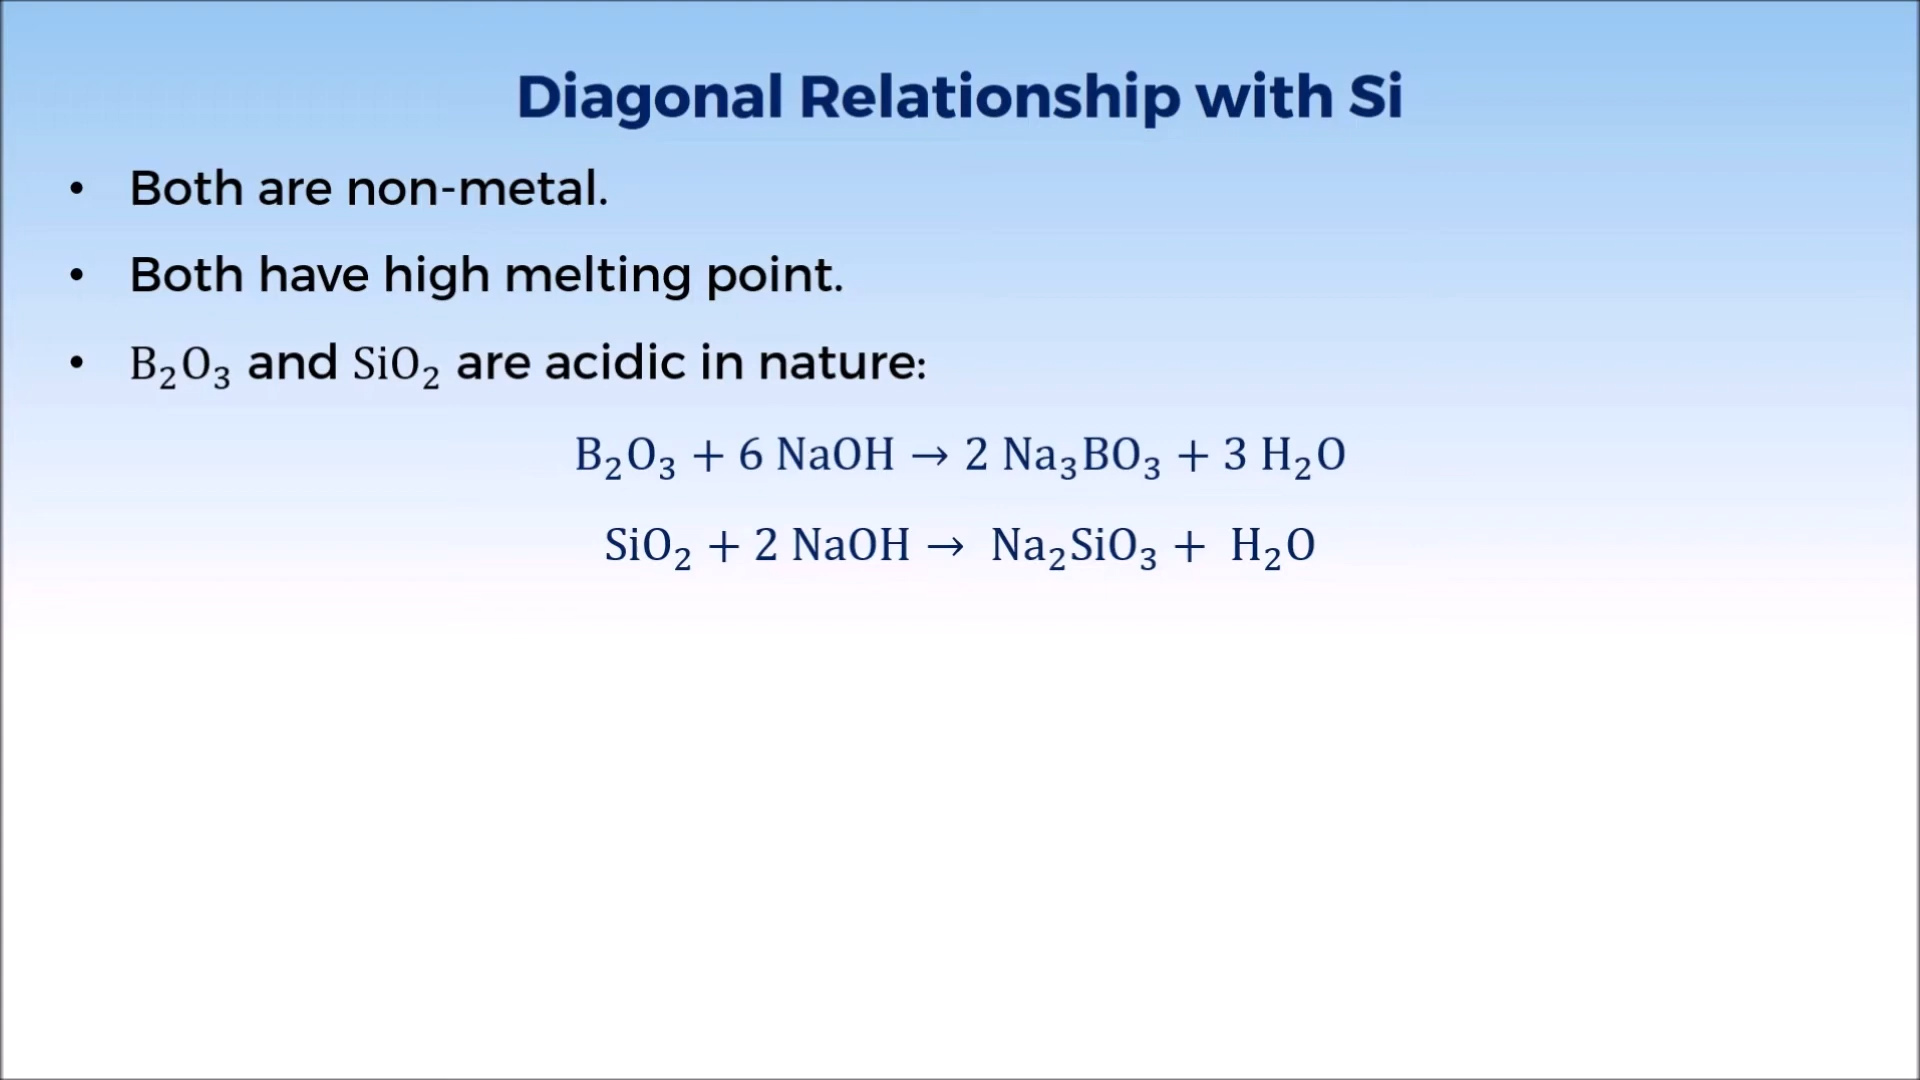 Diagonal Relationship with Si
• Both are non-metal.
• Both have high melting point.
• B₂O₃ and SiO₂ are acidic in nature:
B₂O₃ + 6 NaOH → 2 Na₃BO₃ + 3 H₂O
SiO₂ + 2 NaOH → Na₂SiO₃ + H₂O